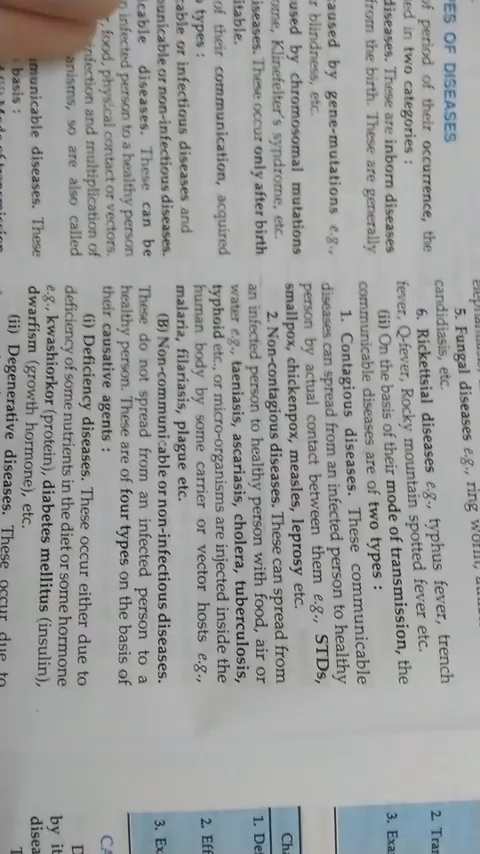 ES OF DISEASES
of period of their occurrence, the
ed in two categories :
diseases. These are inborn diseases
from the birth. These are generally
aused by gene-mutations e.g.,
r blindness, etc.
used by chromosomal mutations
ome, Klinefelter's syndrome, etc.
iseases. These occur only after birth
itable.
of their communication, acquired
types :
cable or infectious diseases and
unicable or non-infectious diseases.
cable diseases. These can be
infected person to a healthy person
food, physical contact or vectors.
infection and multiplication of
anisms, so are also called
municable diseases. These
basis :
5. Fungal diseases e.g., ring worm,
candidiasis, etc.
6. Rickettsial diseases e.g., typhus fever, trench
fever, Q-fever, Rocky mountain spotted fever etc.
(ii) On the basis of their mode of transmission, the
communicable diseases are of two types :
1. Contagious diseases. These communicable
diseases can spread from an infected person to healthy
person by actual contact between them e.g., STDs,
smallpox, chickenpox, measles, leprosy etc.
2. Non-contagious diseases. These can spread from
an infected person to healthy person with food, air or
water e.g., taeniasis, ascariasis, cholera, tuberculosis,
typhoid etc., or micro-organisms are injected inside the
human body by some carrier or vector hosts e.g.,
malaria, filariasis, plague etc.
(B) Non-communicable or non-infectious diseases.
These do not spread from an infected person to a
healthy person. These are of four types on the basis of
their causative agents :
(i) Deficiency diseases. These occur either due to
deficiency of some nutrients in the diet or some hormone
e.g., kwashiorkor (protein), diabetes mellitus (insulin),
dwarfism (growth hormone), etc.
(ii) Degenerative diseases. These occur due to
2. Tran
3. Exa
Cha
1. Def
2. Eff
3. Ex
CA
D
by it
disea
T